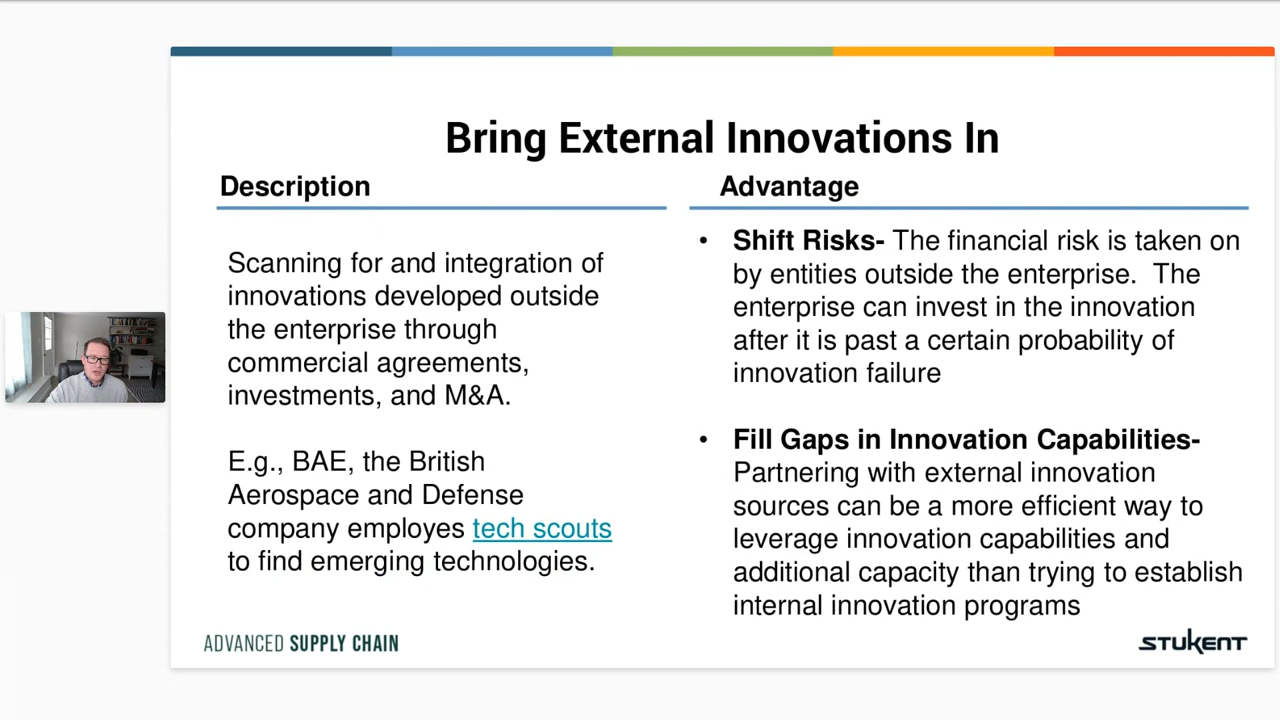 Bring External Innovations In
Description
Scanning for and integration of
innovations developed outside
the enterprise through
commercial agreements,
investments, and M&A.
E.g., BAE, the British
Aerospace and Defense
company employes tech scouts
to find emerging technologies.
Advantage
• Shift Risks- The financial risk is taken on
by entities outside the enterprise.  The
enterprise can invest in the innovation
after it is past a certain probability of
innovation failure
• Fill Gaps in Innovation Capabilities-
Partnering with external innovation
sources can be a more efficient way to
leverage innovation capabilities and
additional capacity than trying to establish
internal innovation programs
ADVANCED SUPPLY CHAIN
STUKENT